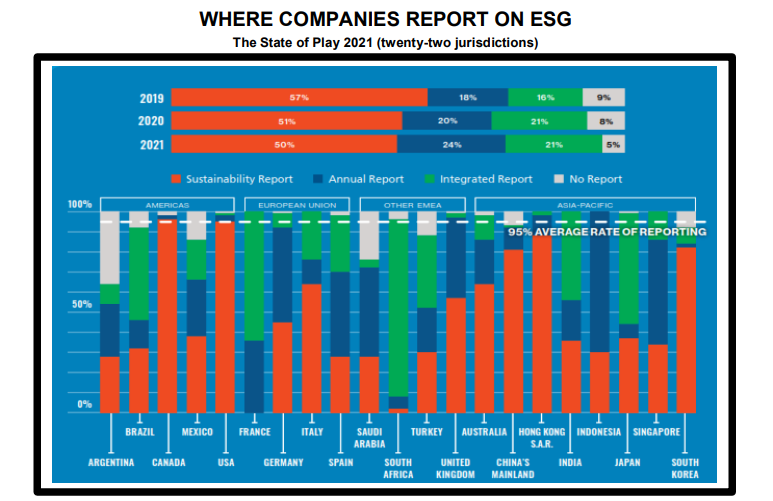 WHERE COMPANIES REPORT ON ESG
The State of Play 2021 (twenty-two jurisdictions)
2019 57% 18% 16% 9%
2020 51% 20% 21% 8%
2021 50% 24% 21% 5%
Sustainability Report Annual Report Integrated Report No Report
100% AMERICAS EUROPEAN UNION OTHER EMEA ASIA-PACIFIC
95% AVERAGE RATE OF REPORTING
50%
0%
BRAZIL MEXICO FRANCE ITALY SAUDI ARABIA TURKEY AUSTRALIA HONG KONG S.A.R. INDONESIA SINGAPORE
ARGENTINA CANADA USA GERMANY SPAIN SOUTH AFRICA UNITED KINGDOM CHINA'S MAINLAND INDIA JAPAN SOUTH KOREA